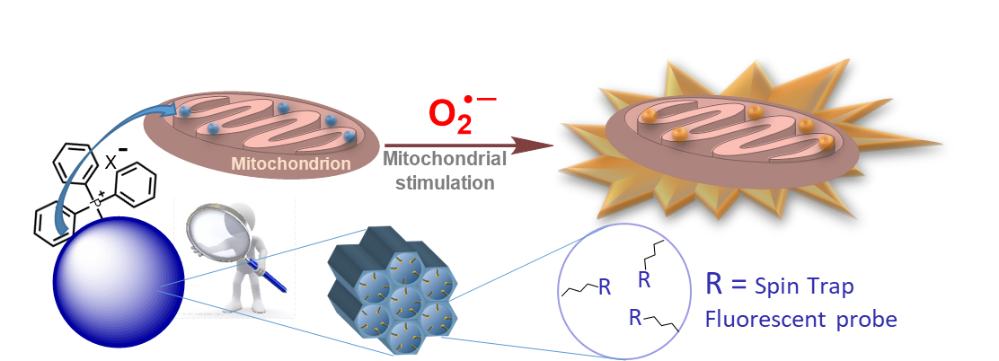 O₂•−
X−
P+
Mitochondrion
Mitochondrial
stimulation
R
R
R
R = Spin Trap
Fluorescent probe